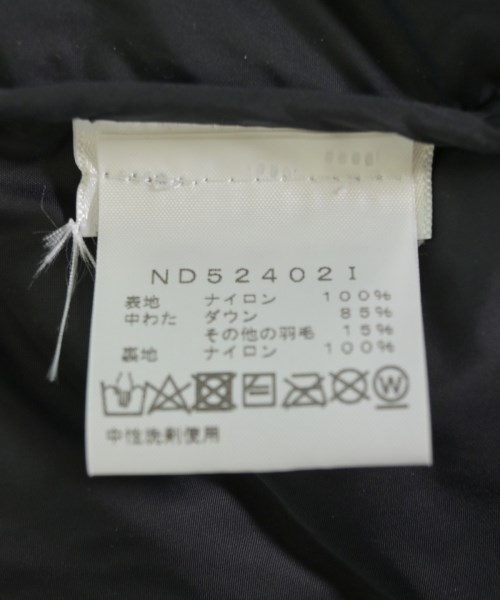 ND52402I
表地 ナイロン 100%
中わた ダウン 85%
その他の羽毛 15%
裏地 ナイロン 100%
中性洗剤使用